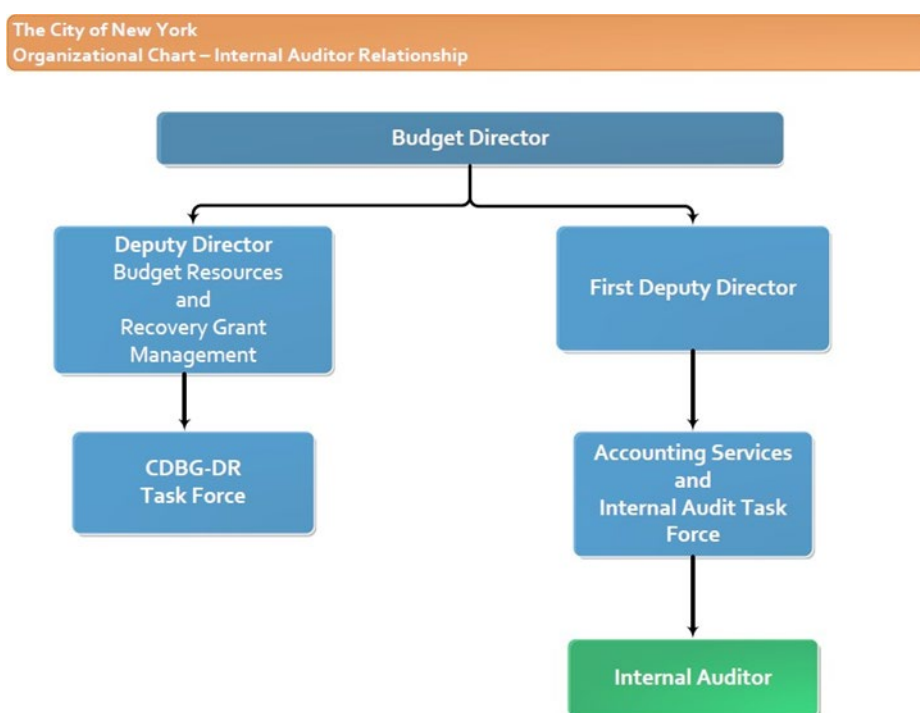 The City of New York
Organizational Chart – Internal Auditor Relationship
Budget Director
Deputy Director
Budget Resources
and
Recovery Grant
Management
First Deputy Director
CDBG-DR
Task Force
Accounting Services
and
Internal Audit Task
Force
Internal Auditor